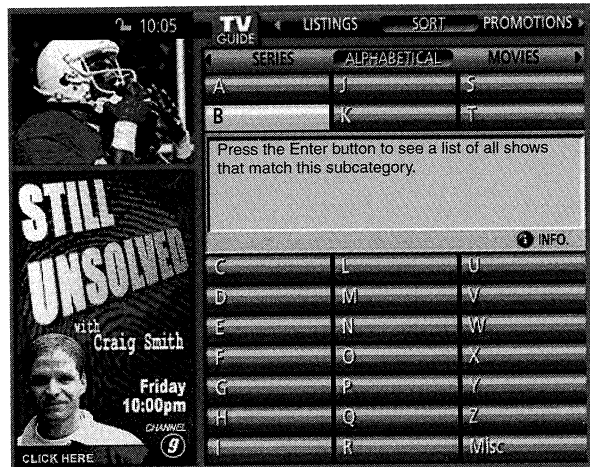 10:05
TV
GUIDE
LISTINGS SORT PROMOTIONS
SERIES ALPHABETICAL MOVIES
A J S
B K T
Press the Enter button to see a list of all shows
that match this subcategory.
i INFO.
C L U
D M V
E N W
F O X
G P Y
H Q Z
I R Misc
STILL
UNSOLVED
with
Craig Smith
Friday
10:00pm
CHANNEL
9
CLICK HERE